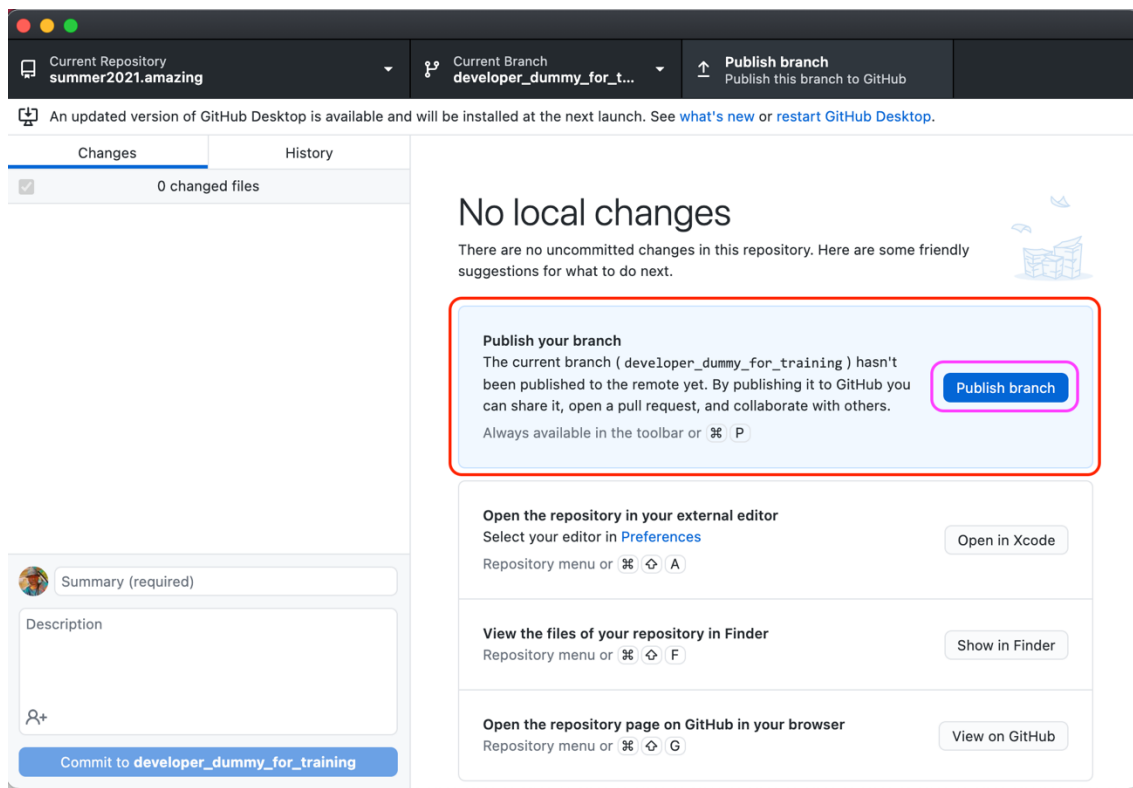 Current Repository
summer2021.amazing
Current Branch
developer_dummy_for_t...
Publish branch
Publish this branch to GitHub
An updated version of GitHub Desktop is available and will be installed at the next launch. See what's new or restart GitHub Desktop.
Changes
History
0 changed files
No local changes
There are no uncommitted changes in this repository. Here are some friendly
suggestions for what to do next.
Publish your branch
The current branch ( developer_dummy_for_training ) hasn't
been published to the remote yet. By publishing it to GitHub you
can share it, open a pull request, and collaborate with others.
Always available in the toolbar or ⌘ P
Publish branch
Open the repository in your external editor
Select your editor in Preferences
Repository menu or ⌘ ⇧ A
Open in Xcode
View the files of your repository in Finder
Repository menu or ⌘ ⇧ F
Show in Finder
Open the repository page on GitHub in your browser
Repository menu or ⌘ ⇧ G
View on GitHub
Summary (required)
Description
Commit to developer_dummy_for_training